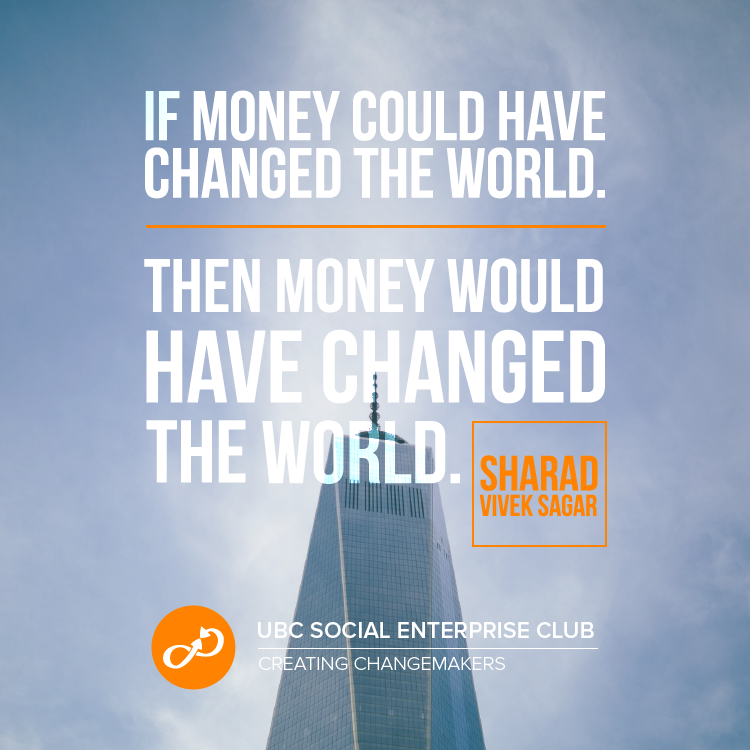 IF MONEY COULD HAVE
CHANGED THE WORLD.
THEN MONEY WOULD
HAVE CHANGED
THE WORLD.
SHARAD
VIVEK SAGAR
UBC SOCIAL ENTERPRISE CLUB
CREATING CHANGEMAKERS